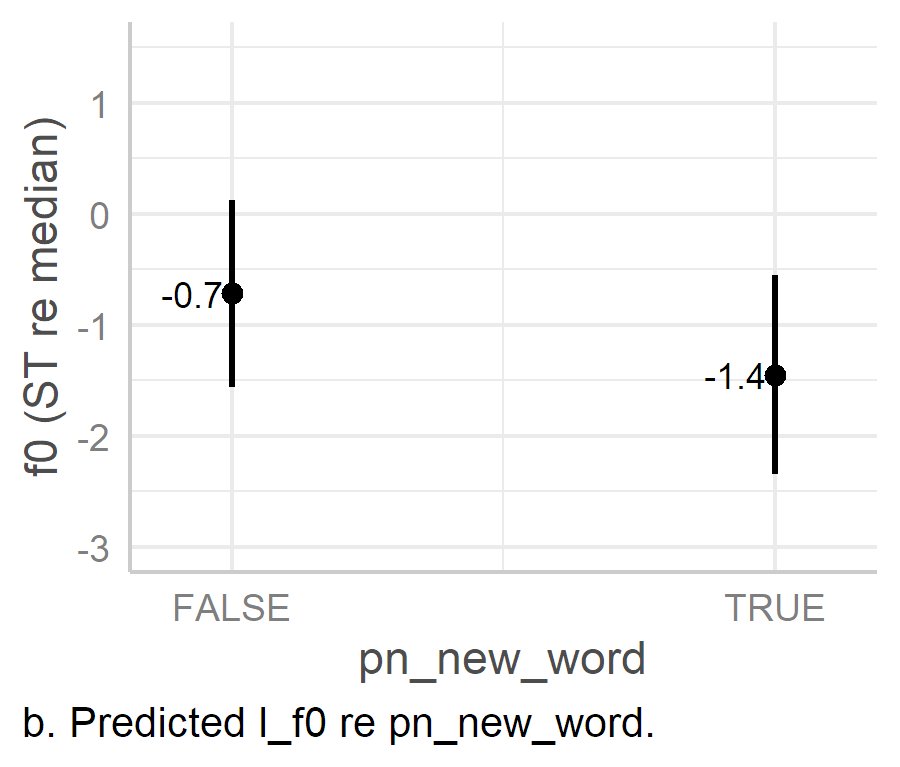 f0 (ST re median)
1
0
-1
-2
-3
-0.7
-1.4
FALSE
TRUE
pn_new_word
b. Predicted l_f0 re pn_new_word.